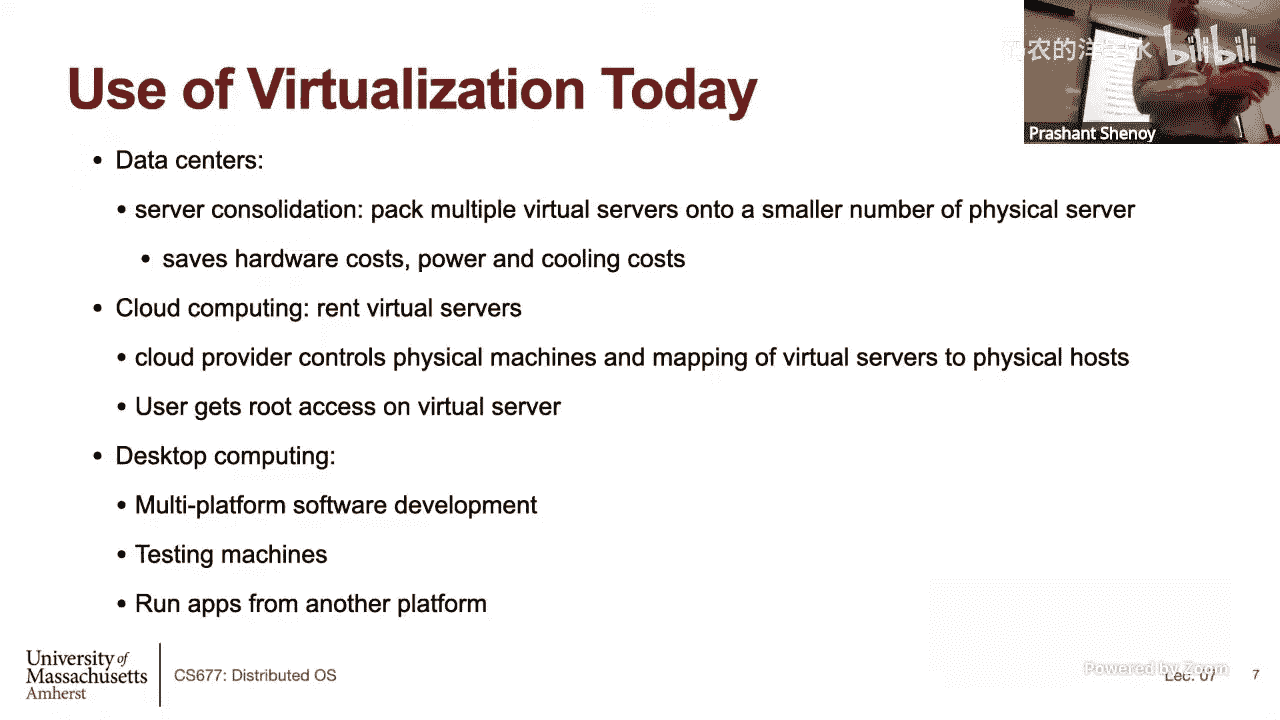 Use of Virtualization Today
• Data centers:
• server consolidation: pack multiple virtual servers onto a smaller number of physical server
• saves hardware costs, power and cooling costs
• Cloud computing: rent virtual servers
• cloud provider controls physical machines and mapping of virtual servers to physical hosts
• User gets root access on virtual server
• Desktop computing:
• Multi-platform software development
• Testing machines
• Run apps from another platform
bilibili
Prashant Shenoy
University of
Massachusetts
Amherst
CS677: Distributed OS
Powered by Zoom
Lec. 07
7